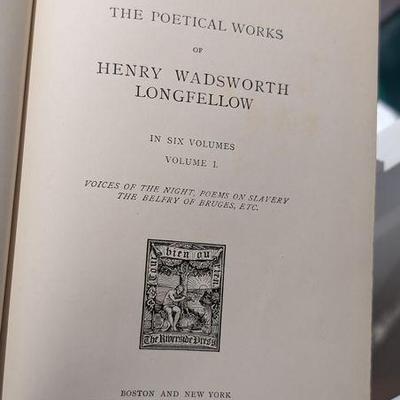 THE POETICAL WORKS
OF
HENRY WADSWORTH
LONGFELLOW
IN SIX VOLUMES
VOLUME I.
VOICES OF THE NIGHT, POEMS ON SLAVERY
THE BELFRY OF BRUGES, ETC.
Tout bien ou rien
The Riverside Press
BOSTON AND NEW YORK